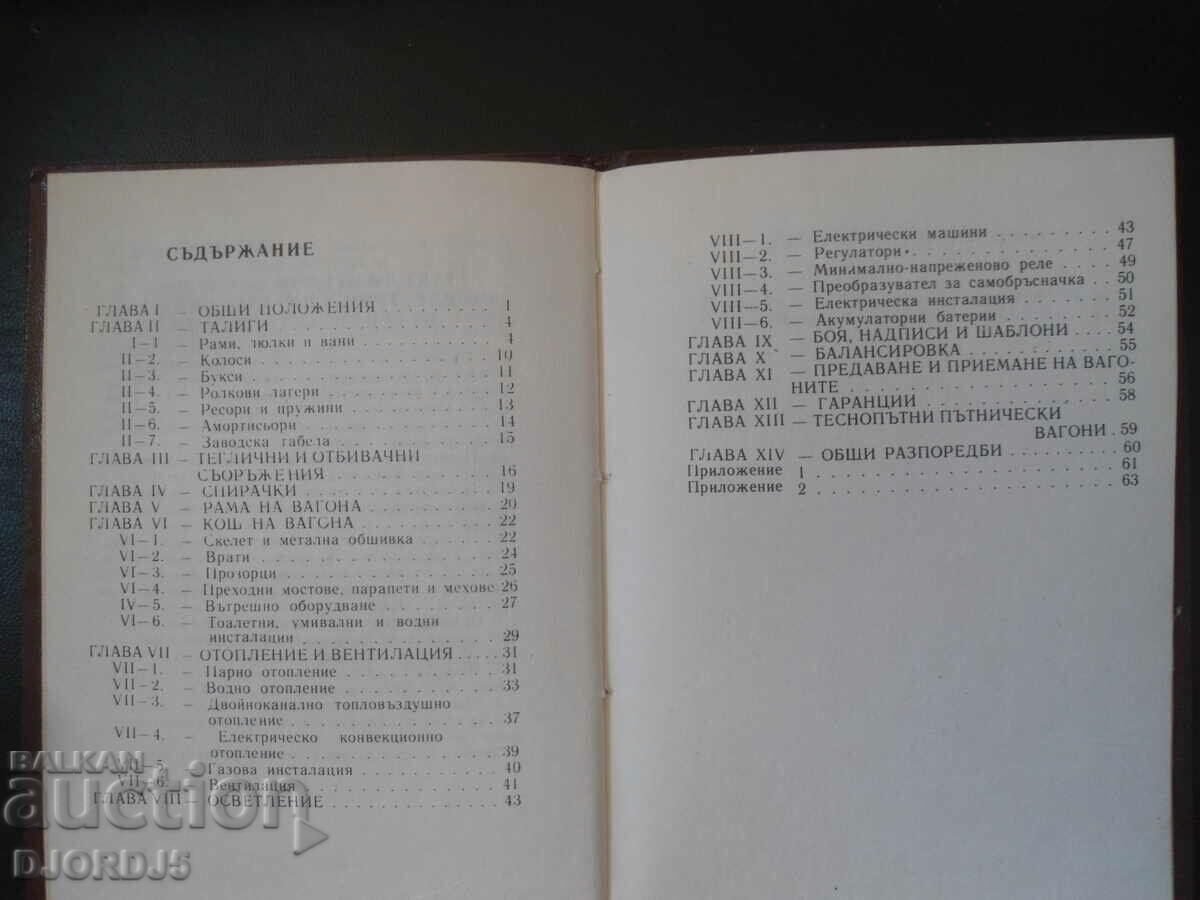 СЪДЪРЖАНИЕ
ГЛАВА I — ОБЩИ ПОЛОЖЕНИЯ . . . . . . . . 1
ГЛАВА II — ТАЛИГИ . . . . . . . . . . . . 4
I—1 — Рами, люлки и вани . . . . . . . . 4
II—2. — Колоси . . . . . . . . . . . . 10
II—3. — Букси . . . . . . . . . . . . 11
II—4. — Ролкови лагери . . . . . . . . . 12
II—5. — Ресори и пружини . . . . . . . . 13
II—6. — Амортисьори . . . . . . . . . . 14
II—7. — Заводска табела . . . . . . . . 15
ГЛАВА III — ТЕГЛИЧНИ И ОТБИВАЧНИ
СЪОРЪЖЕНИЯ . . . . . . . . . 16
ГЛАВА IV — СПИРАЧКИ . . . . . . . . . . 19
ГЛАВА V — РАМА НА ВАГОНА . . . . . . . . 20
ГЛАВА VI — КОШ НА ВАГОНА . . . . . . . . 22
VI—1. — Скелет и метална обшивка . . . . . 22
VI—2. — Врати . . . . . . . . . . . . 24
VI—3. — Прозорци . . . . . . . . . . . 25
VI—4. — Преходни мостове, парапети и мехове 26
IV—5. — Вътрешно оборудване . . . . . . . 27
VI—6. — Тоалетни, умивални и водни
инсталации . . . . . . . . . . . 29
ГЛАВА VII — ОТОПЛЕНИЕ И ВЕНТИЛАЦИЯ . . . . 31
VII—1. — Парно отопление . . . . . . . . 31
VII—2. — Водно отопление . . . . . . . . 33
VII—3. — Двойноканално топловъздушно
отопление . . . . . . . . . . . 37
VII—4. Електрическо конвекционно
отопление . . . . . . . . . . . 39
VII—5. Газова инсталация . . . . . . . . 40
VII—6. Вентилация . . . . . . . . . . . 41
ГЛАВА VIII — ОСВЕТЛЕНИЕ . . . . . . . . . 43
VIII—1. — Електрически машини . . . . . . . . 43
VIII—2. — Регулатори . . . . . . . . . . . . 47
VIII—3. — Минимално-напреженово реле . . . . 49
VIII—4. — Преобразувател за самобръсначка . . 50
VIII—5. — Електрическа инсталация . . . . . . 51
VIII—6. — Акумулаторни батерии . . . . . . . 52
ГЛАВА IX — БОЯ, НАДПИСИ И ШАБЛОНИ . . . 54
ГЛАВА X — БАЛАНСИРОВКА . . . . . . . . . 55
ГЛАВА XI — ПРЕДАВАНЕ И ПРИЕМАНЕ НА ВАГО-
НИТЕ . . . . . . . . . . . . . . 56
ГЛАВА XII — ГАРАНЦИИ . . . . . . . . . . 58
ГЛАВА XIII — ТЕСНОПЪТНИ ПЪТНИЧЕСКИ
ВАГОНИ . 59
ГЛАВА XIV — ОБЩИ РАЗПОРЕДБИ . . . . . . 60
Приложение 1 . . . . . . . . . . . . . . 61
Приложение 2 . . . . . . . . . . . . . . 63
BALKAN
auction
DJORDJ5